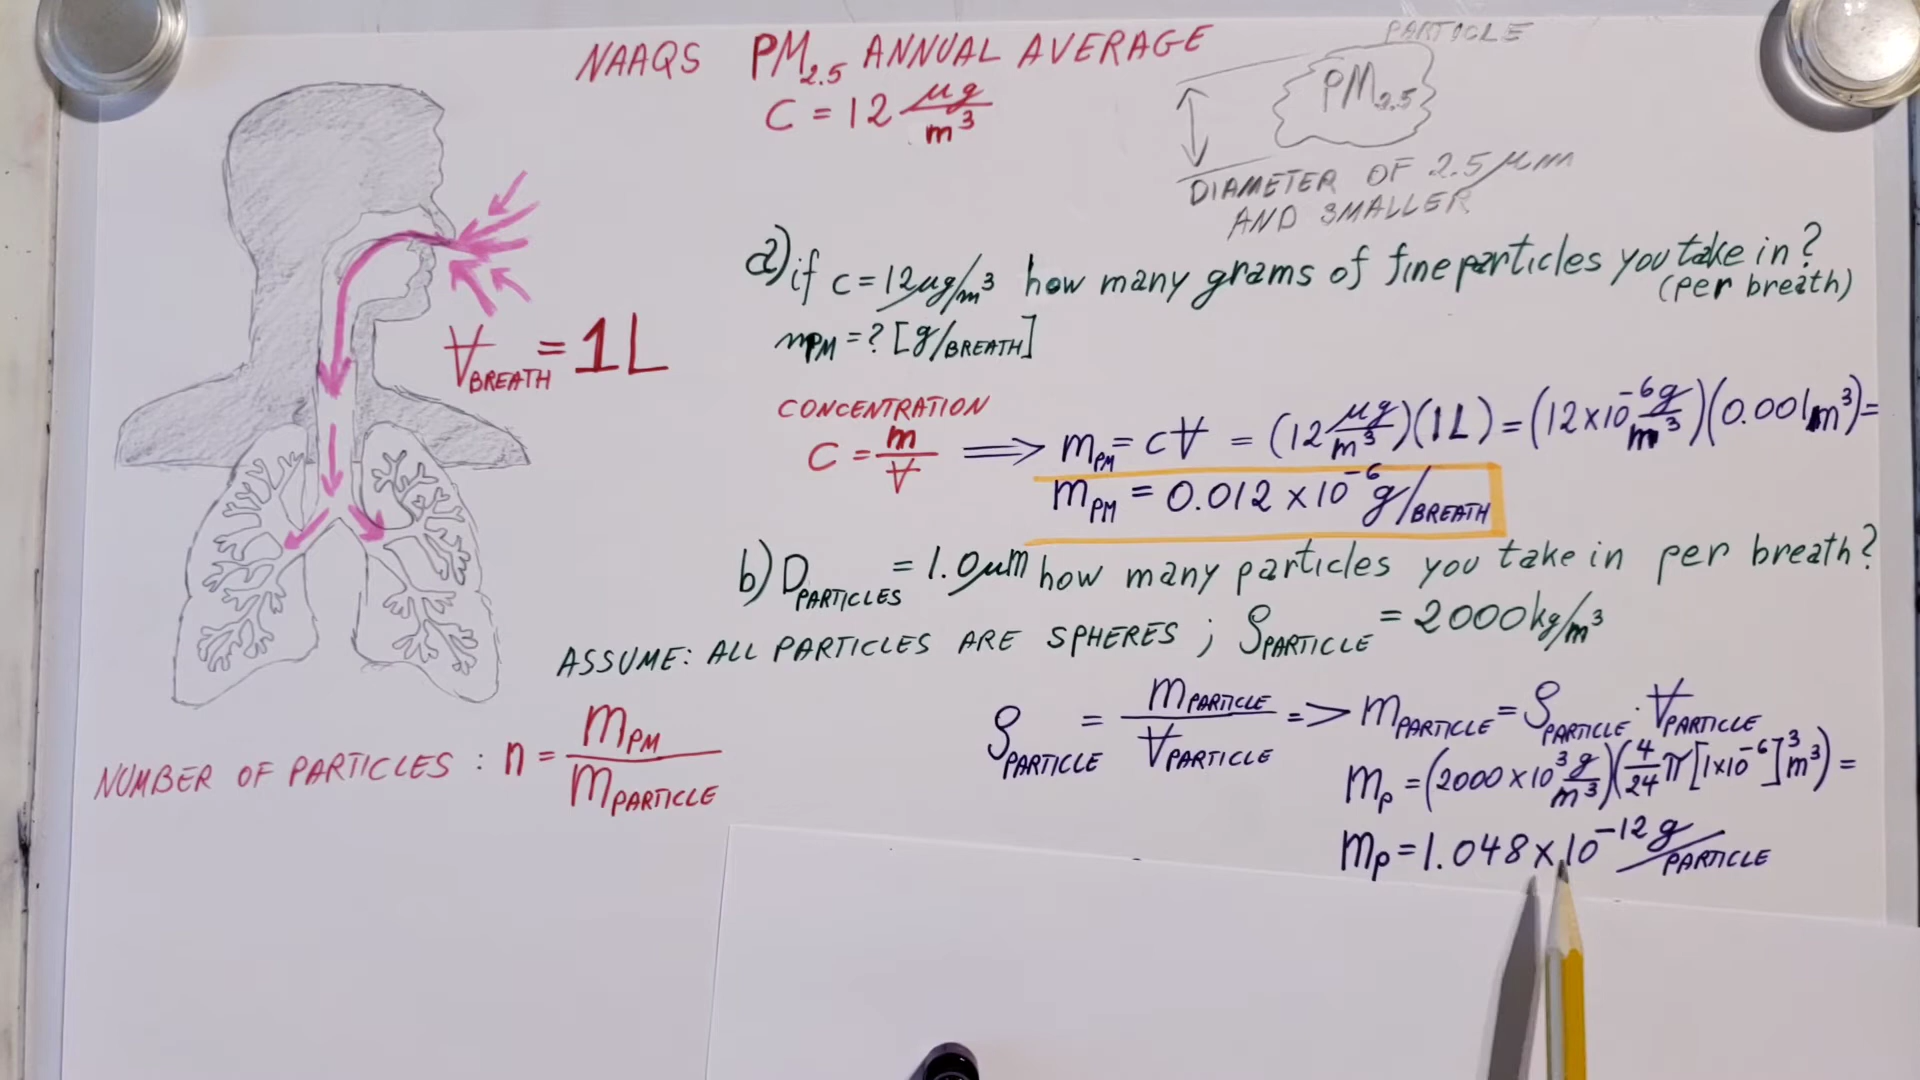 NAAQS PM2.5 ANNUAL AVERAGE
C = 12 μg/m³
PARTICLE
PM2.5
DIAMETER OF 2.5 μm
AND SMALLER
a) if c = 12 μg/m³ how many grams of fine particles you take in?
(per breath)
mPM = ? [g/BREATH]
V̶BREATH = 1L
CONCENTRATION
C = m/V̶ ⟹ mPM = cV̶ = (12 μg/m³)(1L) = (12×10⁻⁶ g/m³)(0.001m³) =
mPM = 0.012 × 10⁻⁶ g/BREATH
b) DPARTICLES = 1.0 μm how many particles you take in per breath?
ASSUME: ALL PARTICLES ARE SPHERES ; ρPARTICLE = 2000 kg/m³
NUMBER OF PARTICLES : n = mPM/mPARTICLE
ρPARTICLE = mPARTICLE/V̶PARTICLE => mPARTICLE = ρPARTICLE · V̶PARTICLE
mp = (2000 × 10³ g/m³)(4/24 π [1×10⁻⁶]³ m³) =
mp = 1.048 × 10⁻¹² g/PARTICLE